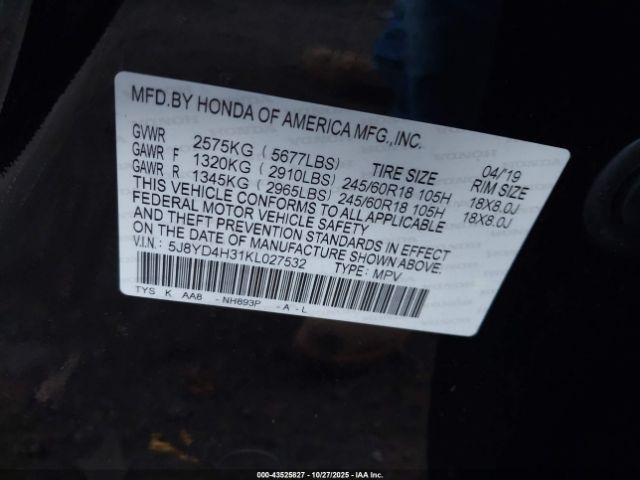 MFD.BY HONDA OF AMERICA MFG.,INC.
04/19
GVWR 2575KG (5677LBS) TIRE SIZE RIM SIZE
GAWR F 1320KG (2910LBS) 245/60R18 105H 18X8.0J
GAWR R 1345KG (2965LBS) 245/60R18 105H 18X8.0J
THIS VEHICLE CONFORMS TO ALL APPLICABLE
FEDERAL MOTOR VEHICLE SAFETY
AND THEFT PREVENTION STANDARDS IN EFFECT
ON THE DATE OF MANUFACTURE SHOWN ABOVE.
V.I.N: 5J8YD4H31KL027532 TYPE: MPV
TYS K AA8 - NH893P - A - L
000-43525827 | 10/27/2025 | IAA Inc.